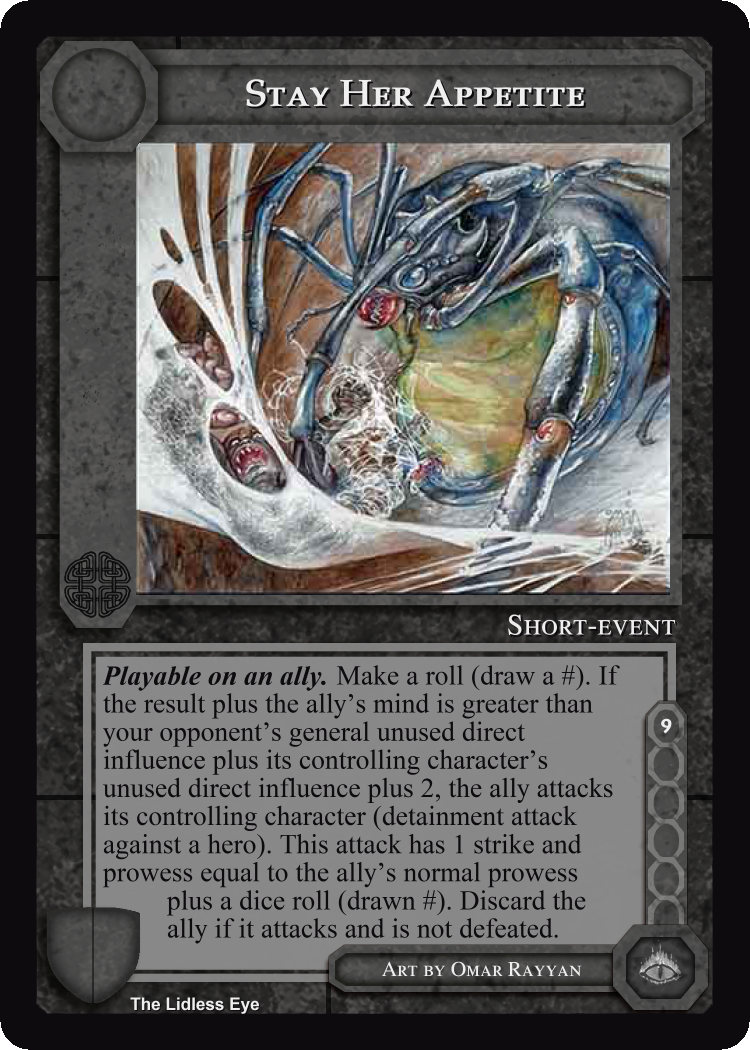 Stay Her Appetite
Short-event
Playable on an ally. Make a roll (draw a #). If
the result plus the ally's mind is greater than
your opponent's general unused direct
influence plus its controlling character's
unused direct influence plus 2, the ally attacks
its controlling character (detainment attack
against a hero). This attack has 1 strike and
prowess equal to the ally's normal prowess
plus a dice roll (drawn #). Discard the
ally if it attacks and is not defeated.
9
Art by Omar Rayyan
The Lidless Eye